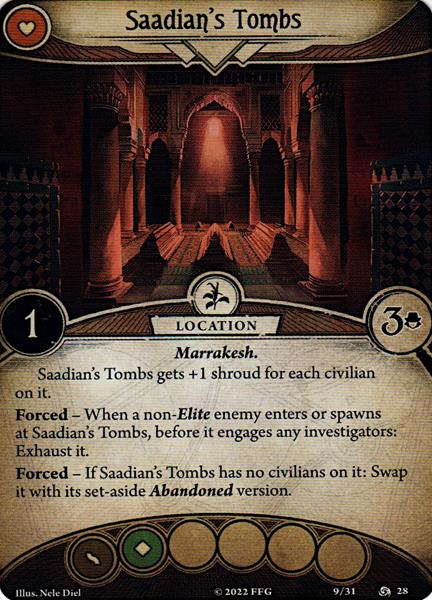 Saadian's Tombs
1
3
LOCATION
Marrakesh.
Saadian's Tombs gets +1 shroud for each civilian
on it.
Forced – When a non-Elite enemy enters or spawns
at Saadian's Tombs, before it engages any investigators:
Exhaust it.
Forced – If Saadian's Tombs has no civilians on it: Swap
it with its set-aside Abandoned version.
Illus. Nele Diel
© 2022 FFG
9/31
28